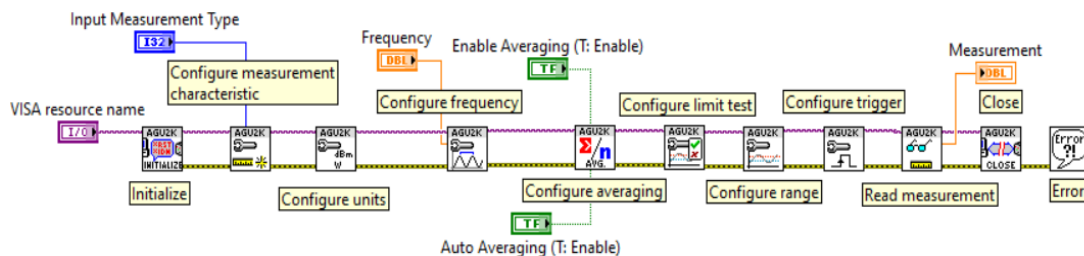 Input Measurement Type
I32
Configure measurement
characteristic
VISA resource name
I/O
Frequency
DBL
Configure frequency
Enable Averaging (T: Enable)
TF
Configure limit test
Configure trigger
Measurement
DBL
Close
AGU2K
INITIALIZE
AGU2K
AGU2K
dBm
W
AGU2K
Σ/n
AVG.
AGU2K
AGU2K
AGU2K
AGU2K
AGU2K
CLOSE
Error
?!
Initialize
Configure units
Configure averaging
Configure range
Read measurement
Error
TF
Auto Averaging (T: Enable)